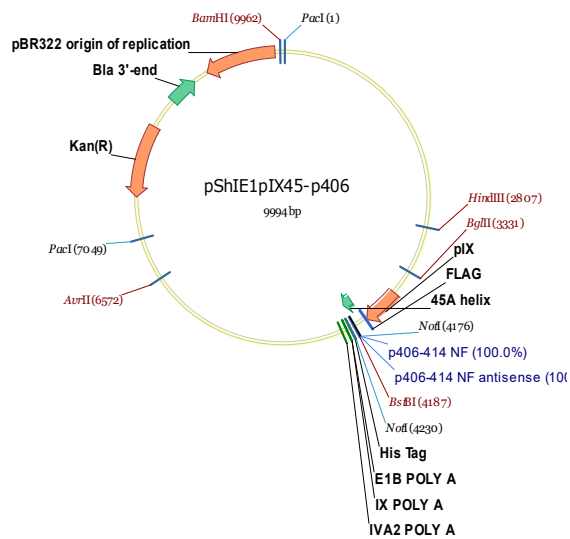 BamHI (9962)
PacI (1)
pBR322 origin of replication
Bla 3'-end
Kan(R)
pShIE1pIX45-p406
9994 bp
HindIII (2807)
BglII (3331)
PacI (7049)
pIX
FLAG
AvrII (6572)
45A helix
NotI (4176)
p406-414 NF (100.0%)
p406-414 NF antisense (100
BstBI (4187)
NotI (4230)
His Tag
E1B POLY A
IX POLY A
IVA2 POLY A